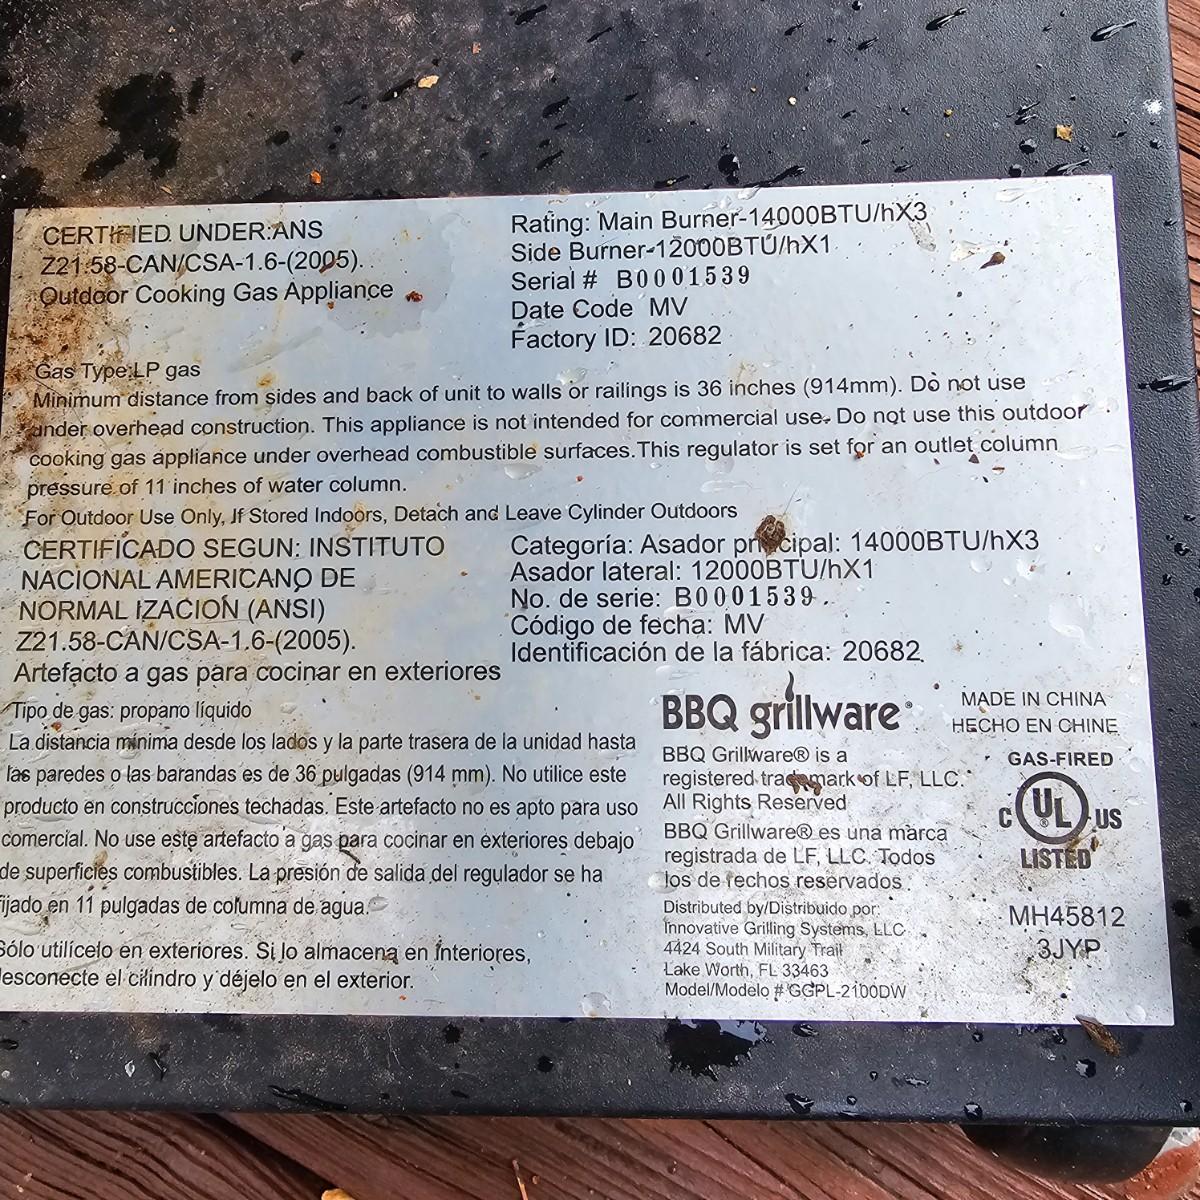 CERTIFIED UNDER:ANS
Z21.58-CAN/CSA-1.6-(2005).
Outdoor Cooking Gas Appliance
Rating: Main Burner-14000BTU/hX3
Side Burner-12000BTU/hX1
Serial # B0001539
Date Code MV
Factory ID: 20682
Gas Type:LP gas
Minimum distance from sides and back of unit to walls or railings is 36 inches (914mm). Do not use
under overhead construction. This appliance is not intended for commercial use. Do not use this outdoor
cooking gas appliance under overhead combustible surfaces.This regulator is set for an outlet column
pressure of 11 inches of water column.
For Outdoor Use Only, If Stored Indoors, Detach and Leave Cylinder Outdoors
CERTIFICADO SEGUN: INSTITUTO
NACIONAL AMERICANO DE
NORMAL IZACION (ANSI)
Z21.58-CAN/CSA-1.6-(2005).
Artefacto a gas para cocinar en exteriores
Categoría: Asador principal: 14000BTU/hX3
Asador lateral: 12000BTU/hX1
No. de serie: B0001539
Código de fecha: MV
Identificación de la fábrica: 20682
Tipo de gas: propano líquido
La distancia mínima desde los lados y la parte trasera de la unidad hasta
las paredes o las barandas es de 36 pulgadas (914 mm). No utilice este
producto en construcciones techadas. Este artefacto no es apto para uso
comercial. No use este artefacto a gas para cocinar en exteriores debajo
de superficies combustibles. La presión de salida del regulador se ha
fijado en 11 pulgadas de columna de agua.
Sólo utilícelo en exteriores. Si lo almacena en interiores,
desconecte el cilindro y déjelo en el exterior.
BBQ grillware®
BBQ Grillware® is a
registered trademark of LF, LLC.
All Rights Reserved
BBQ Grillware® es una marca
registrada de LF, LLC. Todos
los de rechos reservados
Distributed by/Distribuido por:
Innovative Grilling Systems, LLC
4424 South Military Trail
Lake Worth, FL 33463
Model/Modelo # GGPL-2100DW
MADE IN CHINA
HECHO EN CHINE
GAS-FIRED
C UL® US
LISTED
MH45812
3JYP